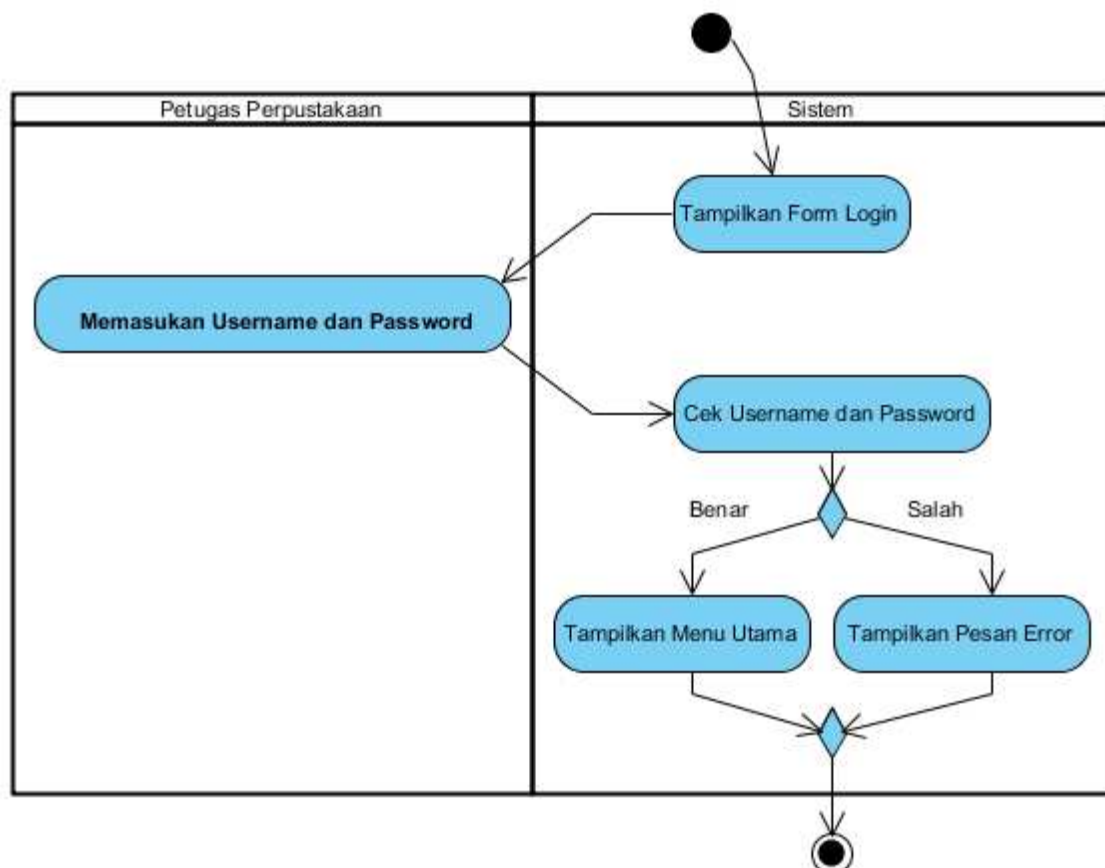 Petugas Perpustakaan
Sistem
Tampilkan Form Login
Memasukan Username dan Password
Cek Username dan Password
Benar
Salah
Tampilkan Menu Utama
Tampilkan Pesan Error